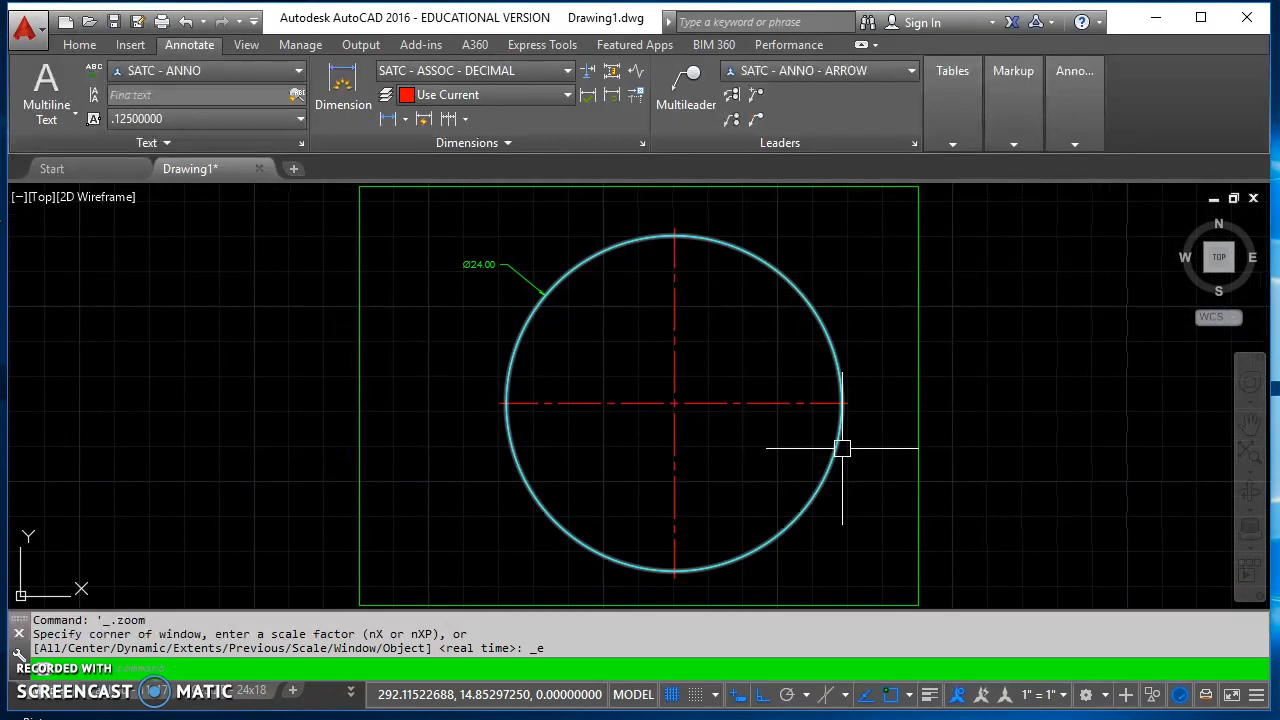 Autodesk AutoCAD 2016 - EDUCATIONAL VERSION Drawing1.dwg
Type a keyword or phrase
Sign In
Home Insert Annotate View Manage Output Add-ins A360 Express Tools Featured Apps BIM 360 Performance
ABC SATC - ANNO
Find text
.12500000
Multiline
Text
Text
Dimension
SATC - ASSOC - DECIMAL
Use Current
Dimensions
Multileader
SATC - ANNO - ARROW
Leaders
Tables
Markup
Anno...
Start Drawing1*
[−][Top][2D Wireframe]
Ø24.00
N
W TOP E
S
WCS
Y
X
Command: '_.zoom
Specify corner of window, enter a scale factor (nX or nXP), or
[All/Center/Dynamic/Extents/Previous/Scale/Window/Object] <real time>: _e
RECORDED WITH
command
SCREENCAST MATIC
24x18
292.11522688, 14.85297250, 0.00000000 MODEL
1" = 1"